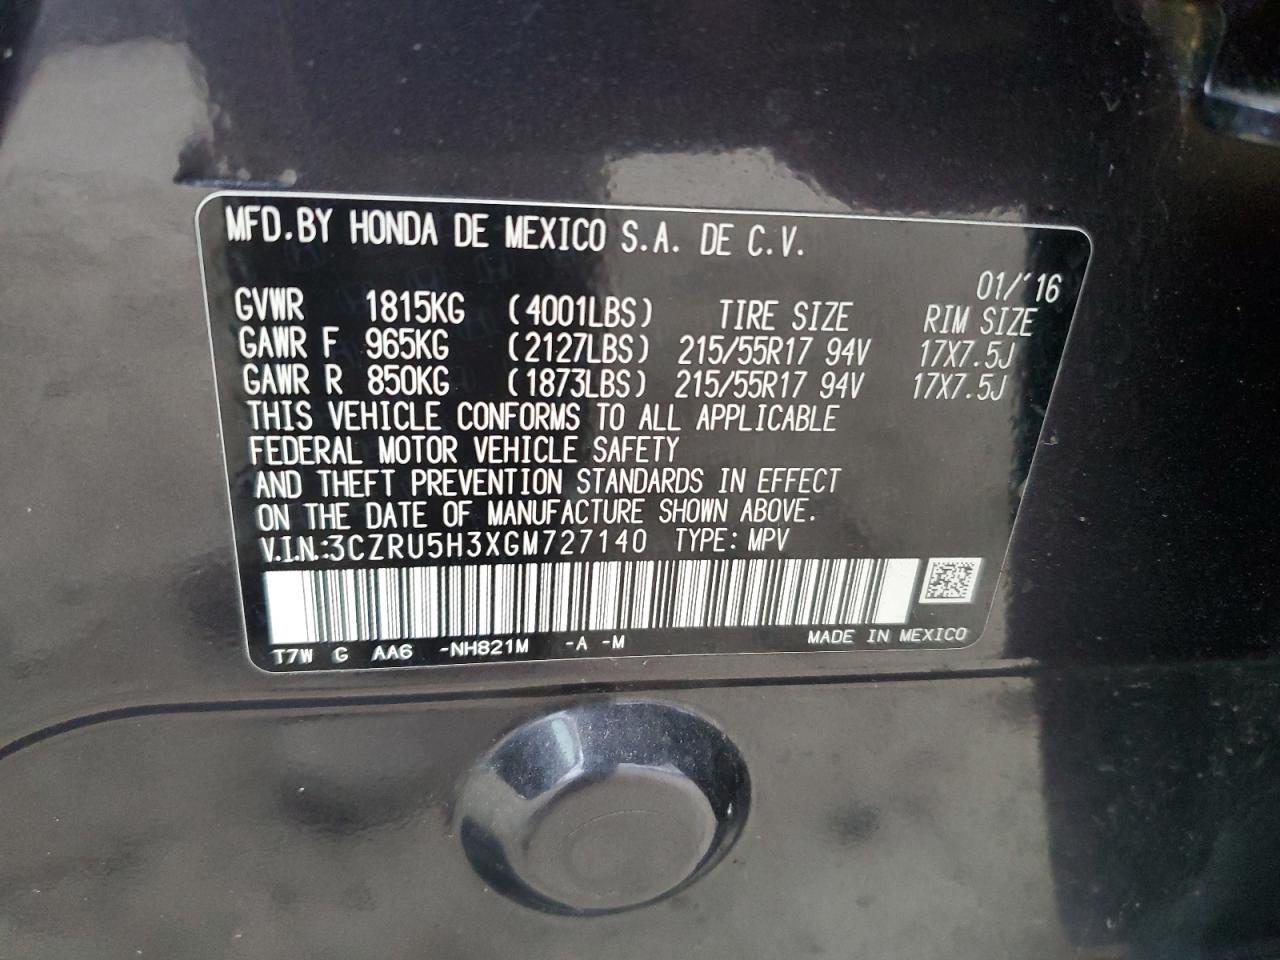 MFD.BY HONDA DE MEXICO S.A. DE C.V.
01/'16
GVWR 1815KG (4001LBS) TIRE SIZE RIM SIZE
GAWR F 965KG (2127LBS) 215/55R17 94V 17X7.5J
GAWR R 850KG (1873LBS) 215/55R17 94V 17X7.5J
THIS VEHICLE CONFORMS TO ALL APPLICABLE
FEDERAL MOTOR VEHICLE SAFETY
AND THEFT PREVENTION STANDARDS IN EFFECT
ON THE DATE OF MANUFACTURE SHOWN ABOVE.
V.I.N.:3CZRU5H3XGM727140 TYPE: MPV
T7W G AA6 -NH821M -A -M MADE IN MEXICO